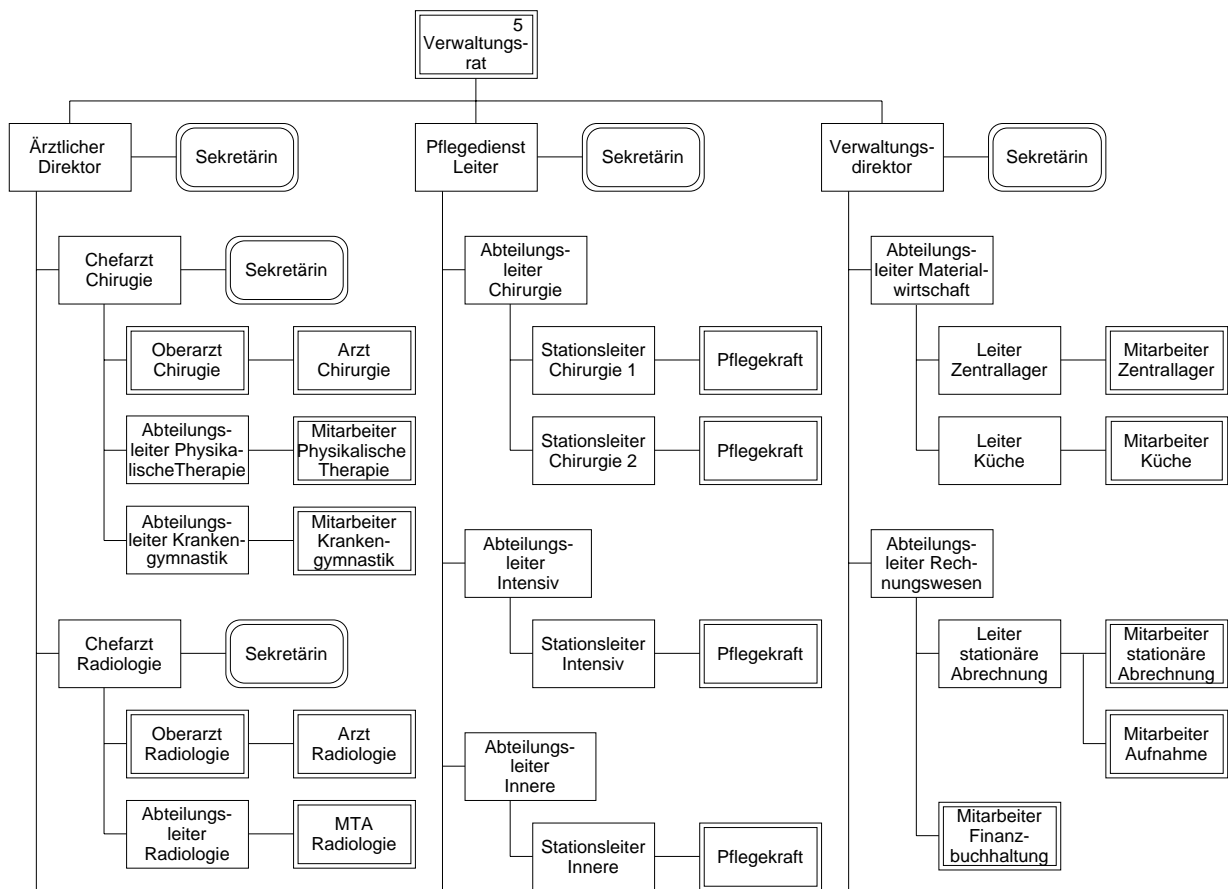 5
Verwaltungs-
rat
Ärztlicher
Direktor
Sekretärin
Pflegedienst
Leiter
Sekretärin
Verwaltungs-
direktor
Sekretärin
Chefarzt
Chirugie
Sekretärin
Abteilungs-
leiter
Chirurgie
Abteilungs-
leiter Material-
wirtschaft
Oberarzt
Chirugie
Arzt
Chirurgie
Stationsleiter
Chirurgie 1
Pflegekraft
Leiter
Zentrallager
Mitarbeiter
Zentrallager
Abteilungs-
leiter Physika-
lischeTherapie
Mitarbeiter
Physikalische
Therapie
Stationsleiter
Chirurgie 2
Pflegekraft
Leiter
Küche
Mitarbeiter
Küche
Abteilungs-
leiter Kranken-
gymnastik
Mitarbeiter
Kranken-
gymnastik
Abteilungs-
leiter
Intensiv
Abteilungs-
leiter Rech-
nungswesen
Chefarzt
Radiologie
Sekretärin
Stationsleiter
Intensiv
Pflegekraft
Leiter
stationäre
Abrechnung
Mitarbeiter
stationäre
Abrechnung
Oberarzt
Radiologie
Arzt
Radiologie
Abteilungs-
leiter
Innere
Mitarbeiter
Aufnahme
Abteilungs-
leiter
Radiologie
MTA
Radiologie
Stationsleiter
Innere
Pflegekraft
Mitarbeiter
Finanz-
buchhaltung